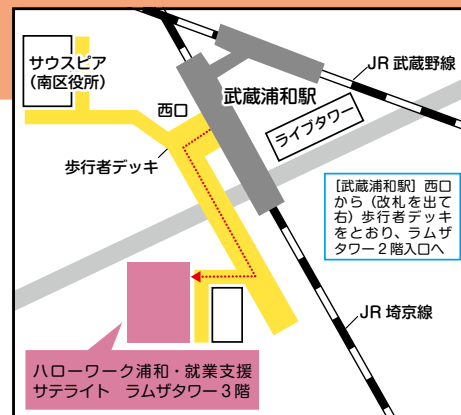 サウスピア
（南区役所）
JR 武蔵野線
西口
武蔵浦和駅
ライブタワー
歩行者デッキ
［武蔵浦和駅］西口
から（改札を出て
右）歩行者デッキ
をとおり、ラムザ
タワー２階入口へ
JR 埼京線
ハローワーク浦和・就業支援
サテライト　ラムザタワー３階